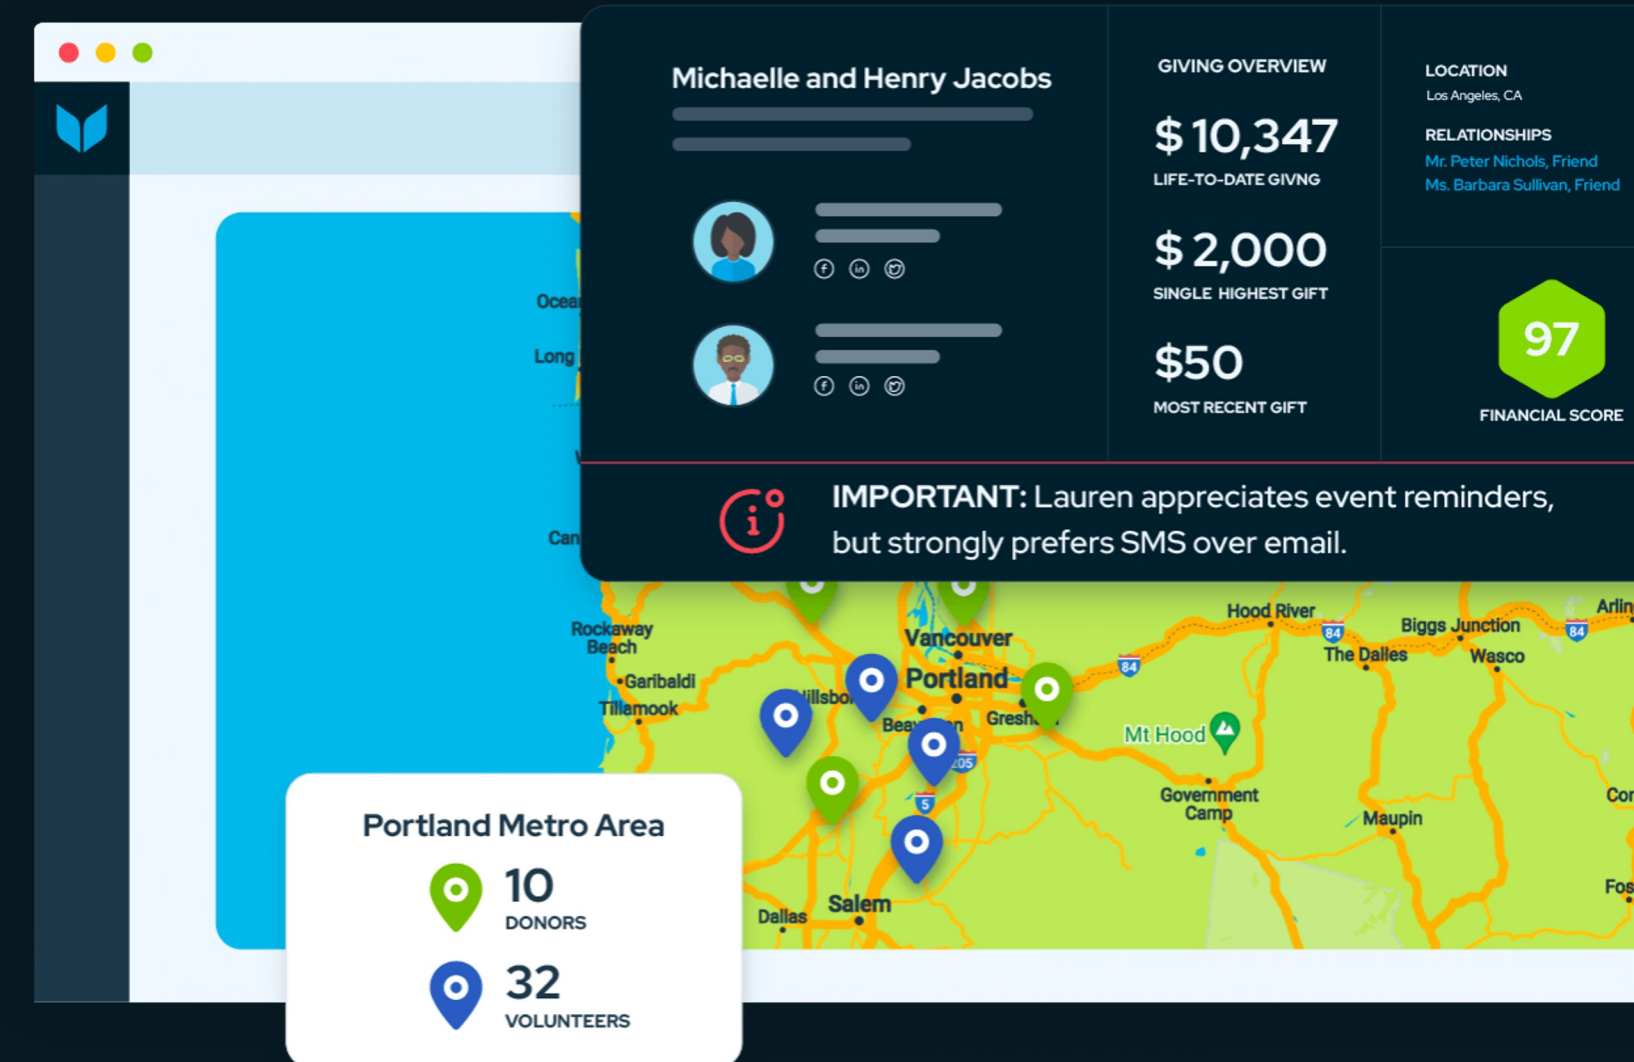 Michaelle and Henry Jacobs
GIVING OVERVIEW
$10,347
LIFE-TO-DATE GIVNG
$2,000
SINGLE HIGHEST GIFT
$50
MOST RECENT GIFT
LOCATION
Los Angeles, CA
RELATIONSHIPS
Mr. Peter Nichols, Friend
Ms. Barbara Sullivan, Friend
97
FINANCIAL SCORE
IMPORTANT: Lauren appreciates event reminders,
but strongly prefers SMS over email.
Long
Rockaway
Beach
Garibaldi
Tillamook
Vancouver
Portland
Hood River
84
The Dalles
Biggs Junction
84
Wasco
84
Mt Hood
205
5
Government
Camp
Maupin
Dallas
Salem
Portland Metro Area
10
DONORS
32
VOLUNTEERS